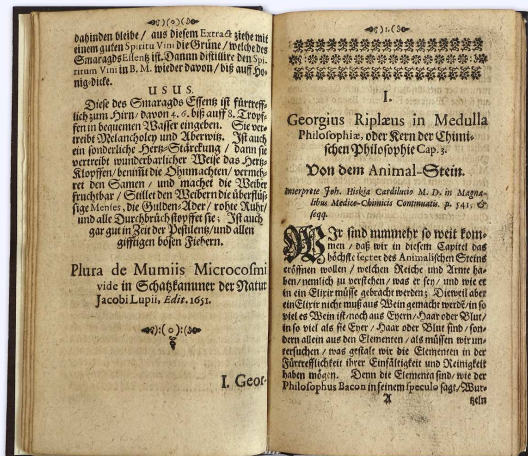 dahinden bleibe / aus diesem Extract ziehe mit
einem guten Spiritu Vini die Grüne / welche des
Smaragds Essentz ist. Dannn distillire den Spi-
ritum Vini in B. M. wieder davon / biß auff Ho-
nig-dicke.
USUS.
Diese des Smaragds Essentz ist fürtreff-
lich zum Hirn / davon 4. 6. biß auff 8. Tropf-
fen in bequemen Wasser eingeben. Sie ver-
treibt Melancholey und Aberwitz. Ist auch
ein sonderliche Hertz-Stärckung / dann sie
vertreibt wunderbarlicher Weise das Hertz-
Klopffen / benimt die Ohnmachten / vermeh-
ret den Samen / und machet die Weiber
fruchtbar / Stillet den Weibern die überflüs-
sige Menses, die Gulden-Ader / rohte Ruhr /
und alle Durchbrüch stopffet sie; Ist auch
gar gut in Zeit der Pestilentz / und allen
gifftigen bösen Fiebern.
Plura de Mumiis Microcosmi
vide in Schatzkammer der Natur
Jacobi Lupii, Edit. 1651.
:(o):
I. Geor-
)1.(
I.
Georgius Riplæus in Medulla
Philosophiæ, oder Kern der Chimi-
schen Philosophie Cap. 3.
Von dem Animal-Stein.
Interprete Joh. Hiskia Cardilucio M. D. in Magna-
libus Medico-Chimicis Continuatis. p. 541. &
seqq.
WIr sind nunmehr so weit kom-
men / daß wir in diesem Capitel das
höchste secret des Animalischen Steins
eröffnen wollen / welchen Reiche und Arme ha-
ben / nemlich zu verstehen / was er sey / und wie er
in ein Elixir müsse gebracht werden; Dieweil aber
ein Elixir nicht muß aus Wein gemacht werdē / in so
viel es Wein ist / noch aus Eyern / Haar oder Blut /
in so viel als sie Eyer / Haar oder Blut sind / son-
dern allein aus den Elementen / als müssen wir un-
tersuchen / was gestalt wir die Elementen in der
Fürtrefflichkeit ihrer Einfältigkeit und Reinigkeit
haben mögen. Denn die Elementa sind / wie der
Philosophus Bacon in seinem speculo sagt / Wur-
A tzeln